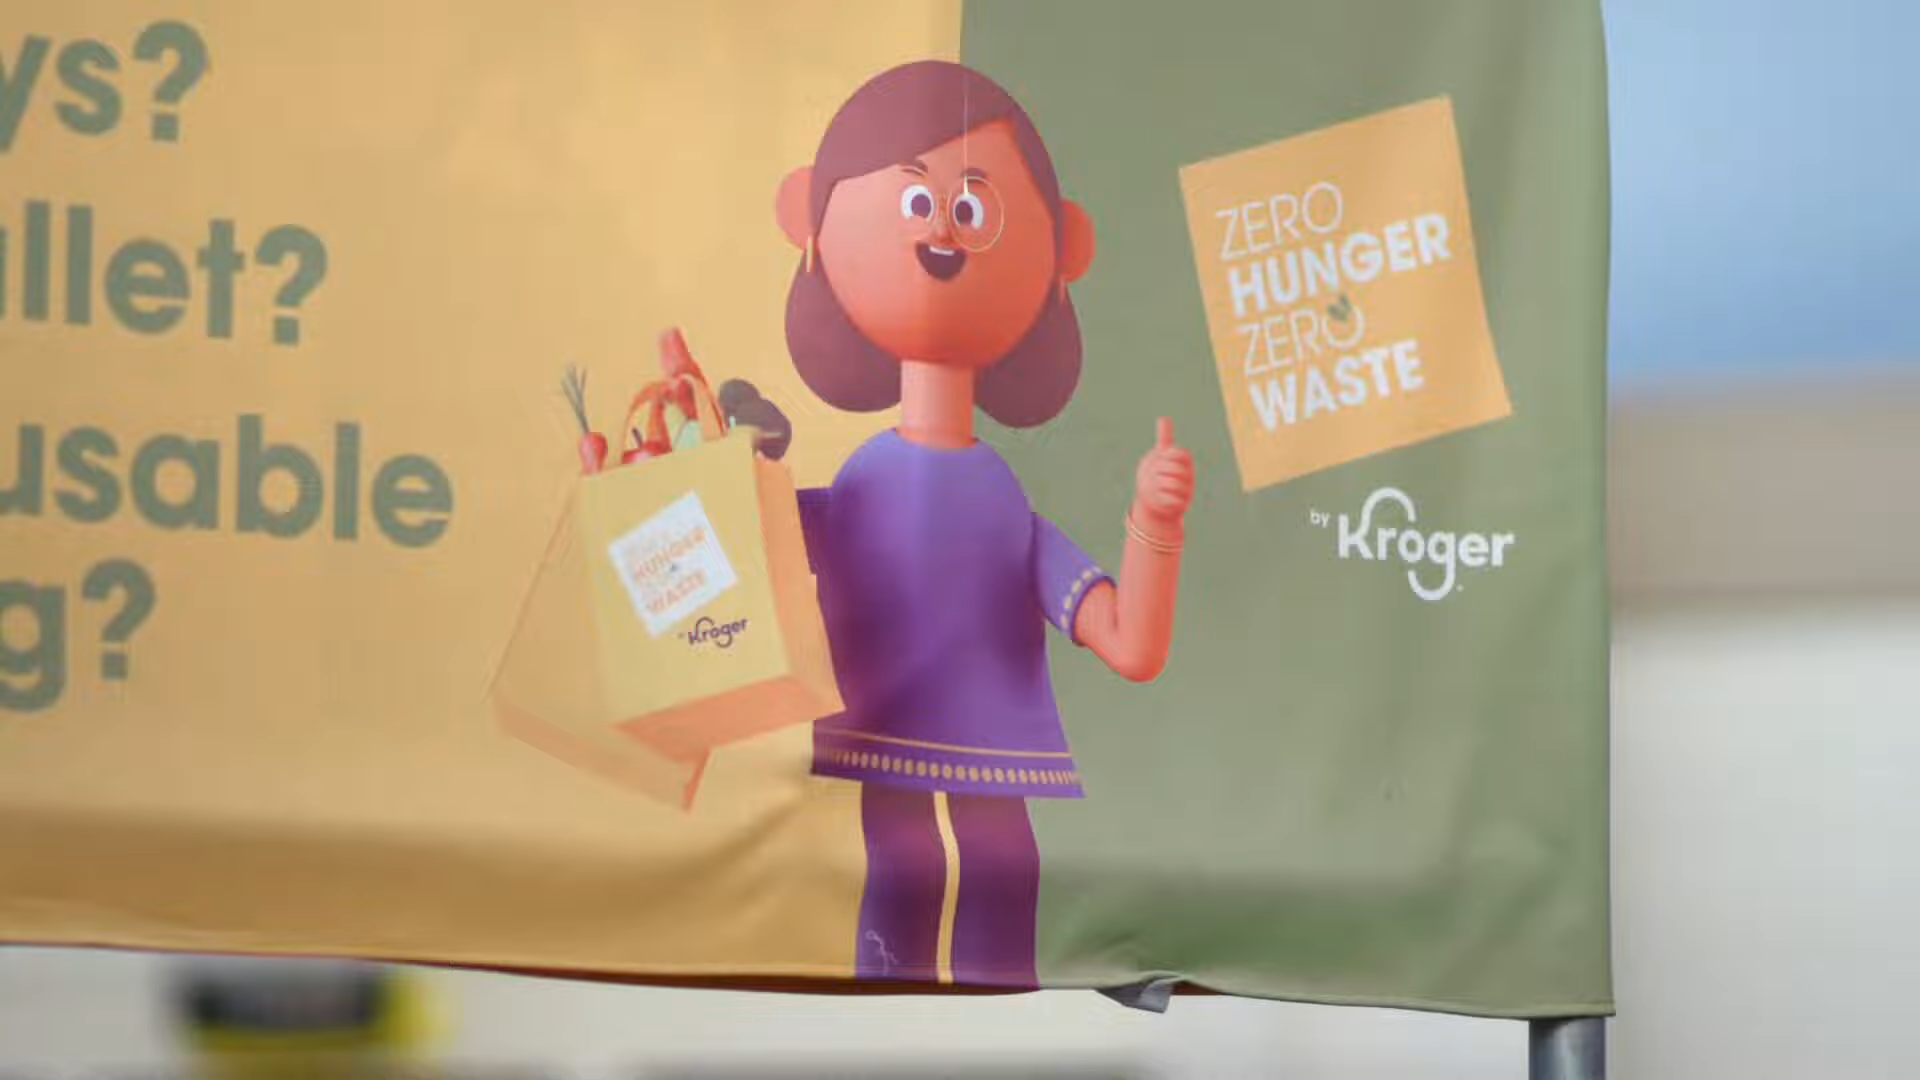 ys?
allet?
usable
g?
ZERO
HUNGER
ZERO
WASTE
by Kroger
HUNGER
WASTE
Kroger